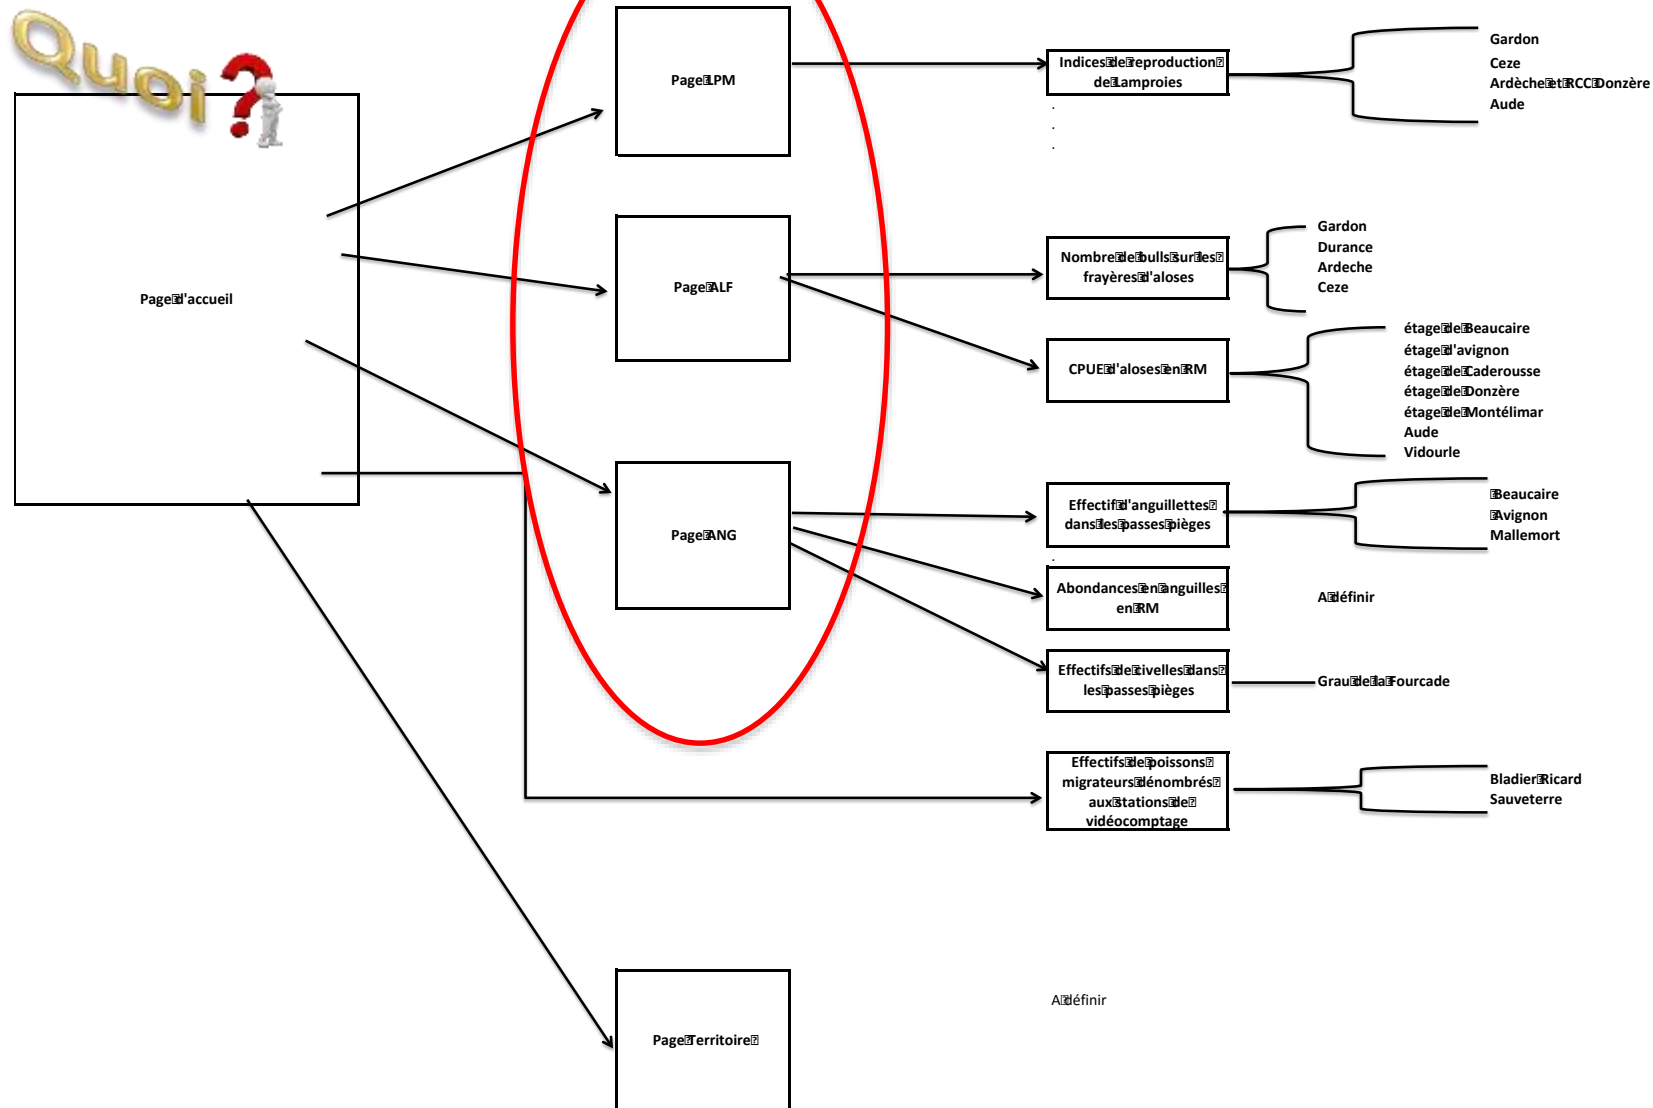 Quoi ?
Page d'accueil
Page LPM
Indices de reproduction
de Lamproies
.
.
.
Gardon
Ceze
Ardèche et RCC Donzère
Aude
Page ALF
Nombre de bulls sur les
frayères d'aloses
Gardon
Durance
Ardeche
Ceze
CPUE d'aloses en RM
étage de Beaucaire
étage d'avignon
étage de Caderousse
étage de Donzère
étage de Montélimar
Aude
Vidourle
Page ANG
Effectif d'anguillettes
dans les passes pièges
Beaucaire
Avignon
Mallemort
.
Abondances en anguilles
en RM
A définir
Effectifs de civelles dans
les passes pièges
Grau de la Fourcade
Effectifs de poissons
migrateurs dénombrés
aux stations de
vidéocomptage
Bladier Ricard
Sauveterre
Page Territoire
A définir